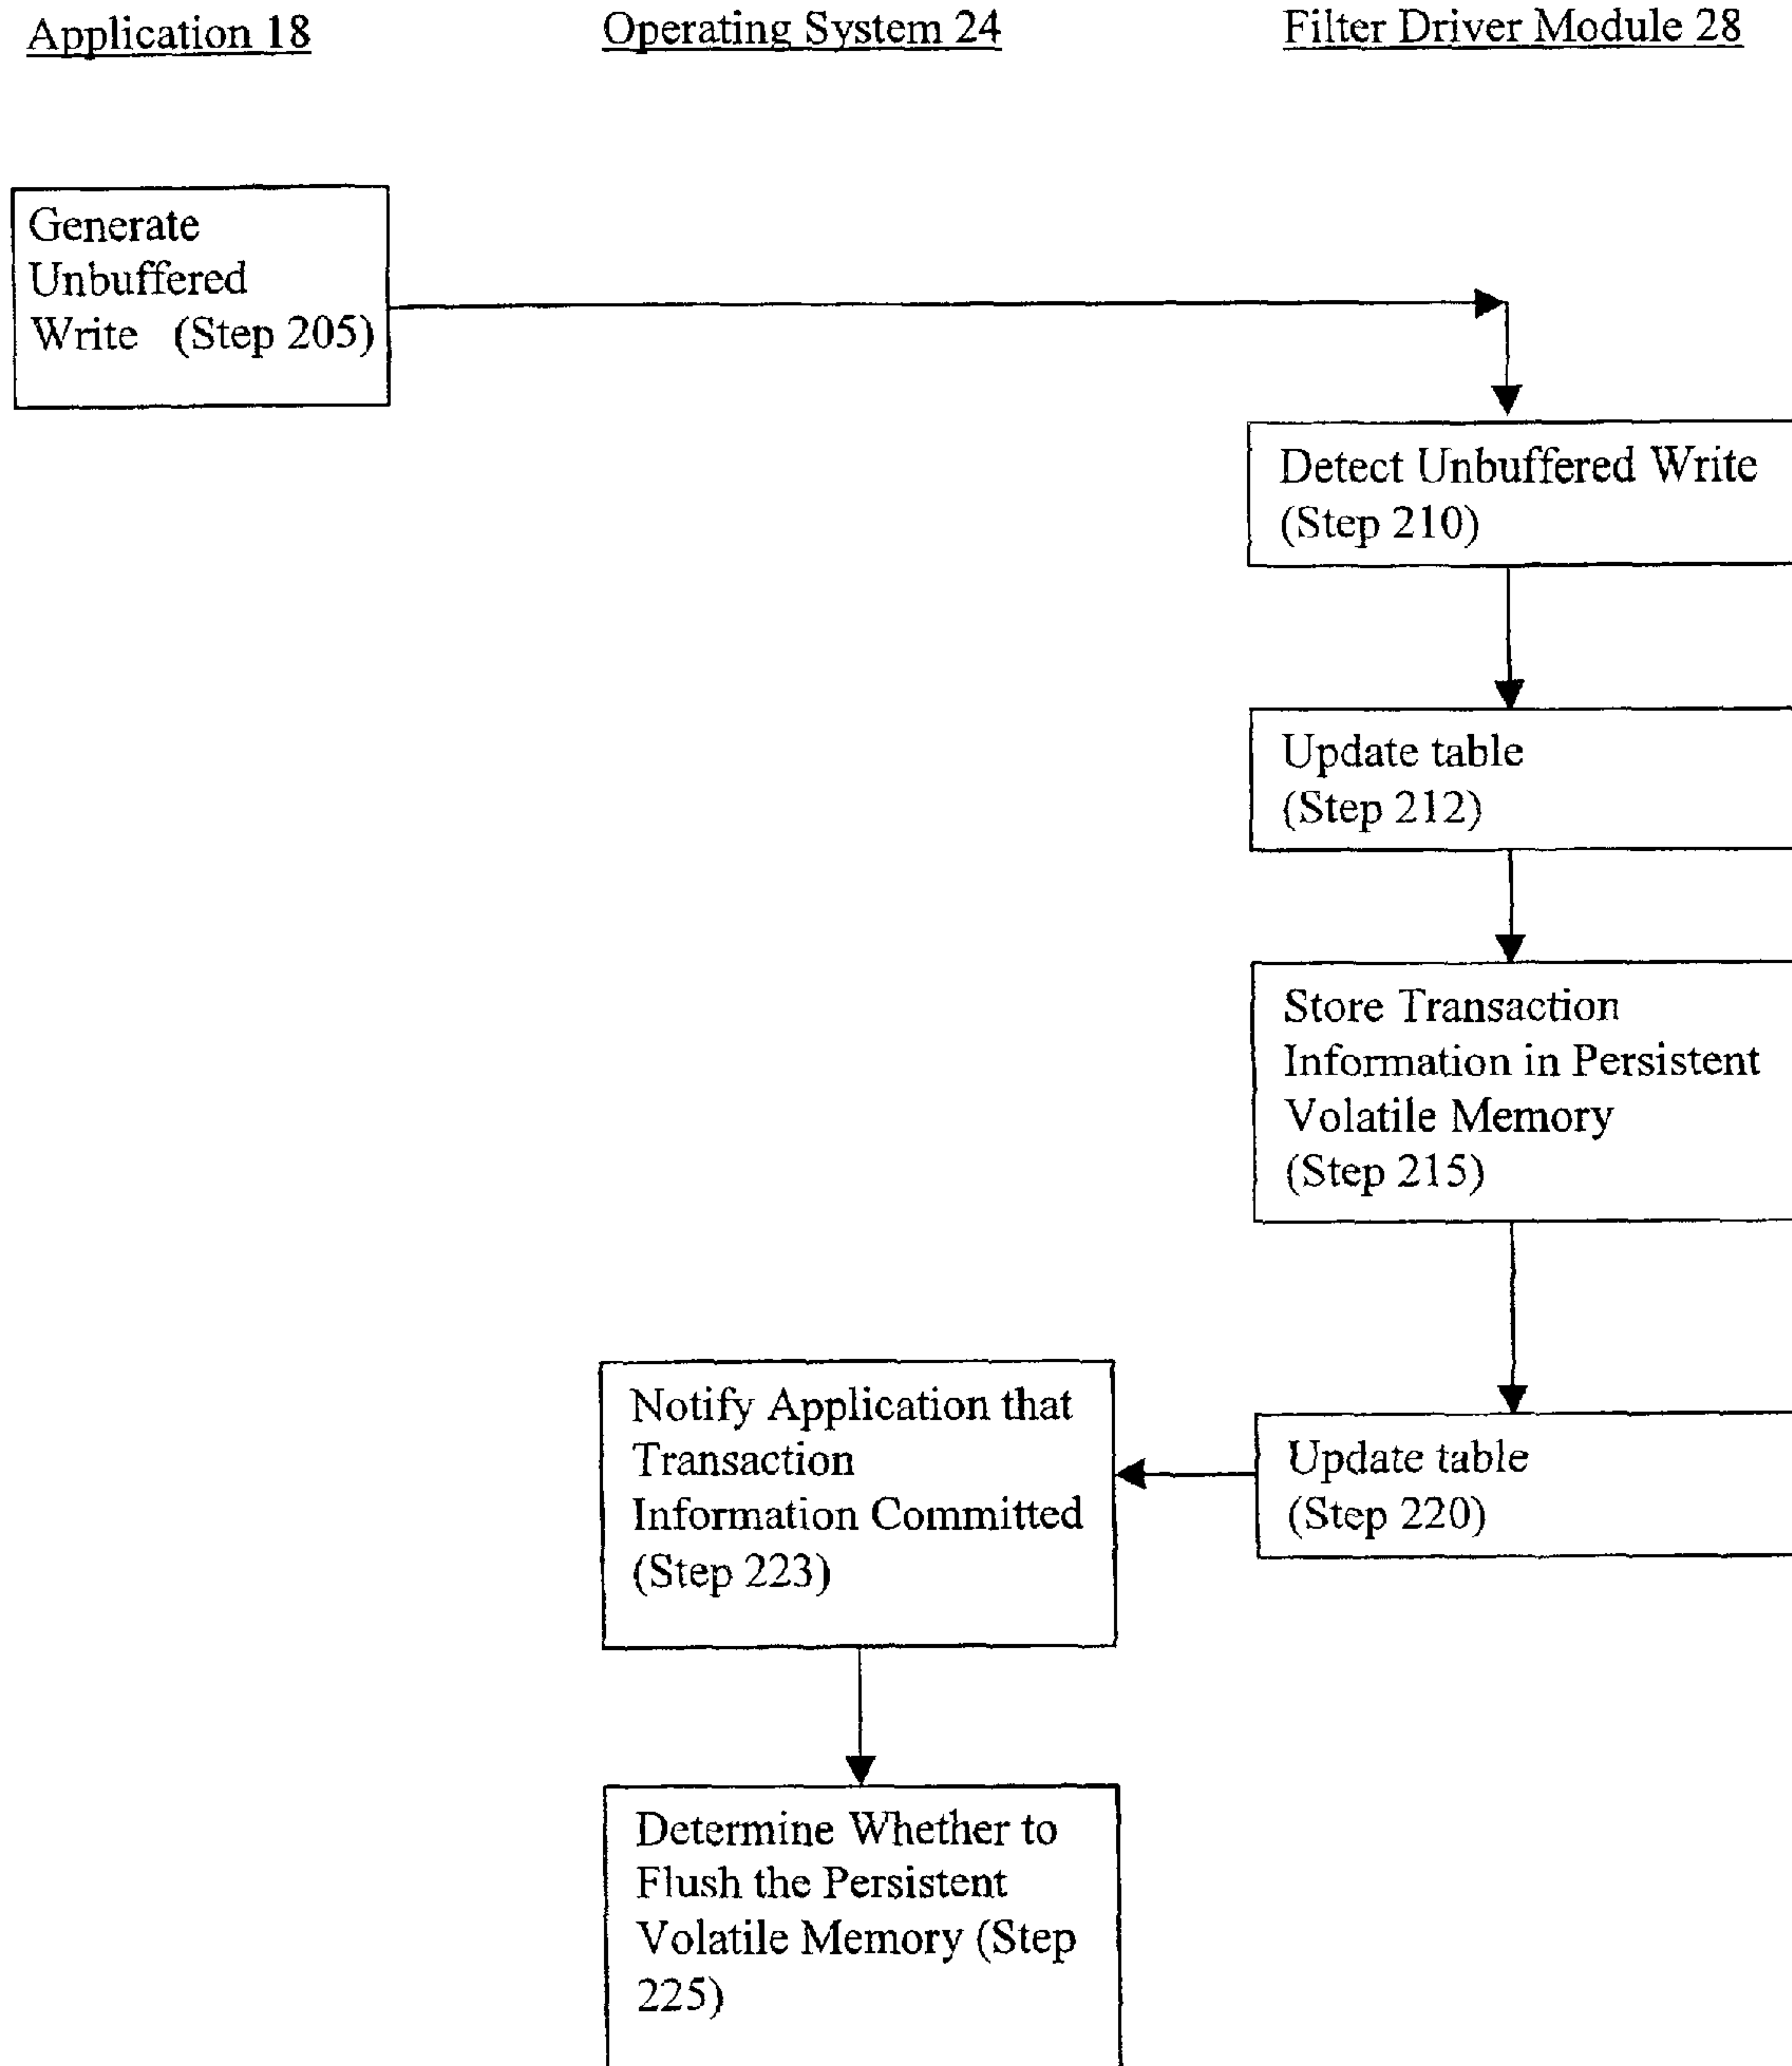 Application 18
Operating System 24
Filter Driver Module 28
Generate
Unbuffered
Write (Step 205)
Detect Unbuffered Write
(Step 210)
Update table
(Step 212)
Store Transaction
Information in Persistent
Volatile Memory
(Step 215)
Update table
(Step 220)
Notify Application that
Transaction
Information Committed
(Step 223)
Determine Whether to
Flush the Persistent
Volatile Memory (Step
225)